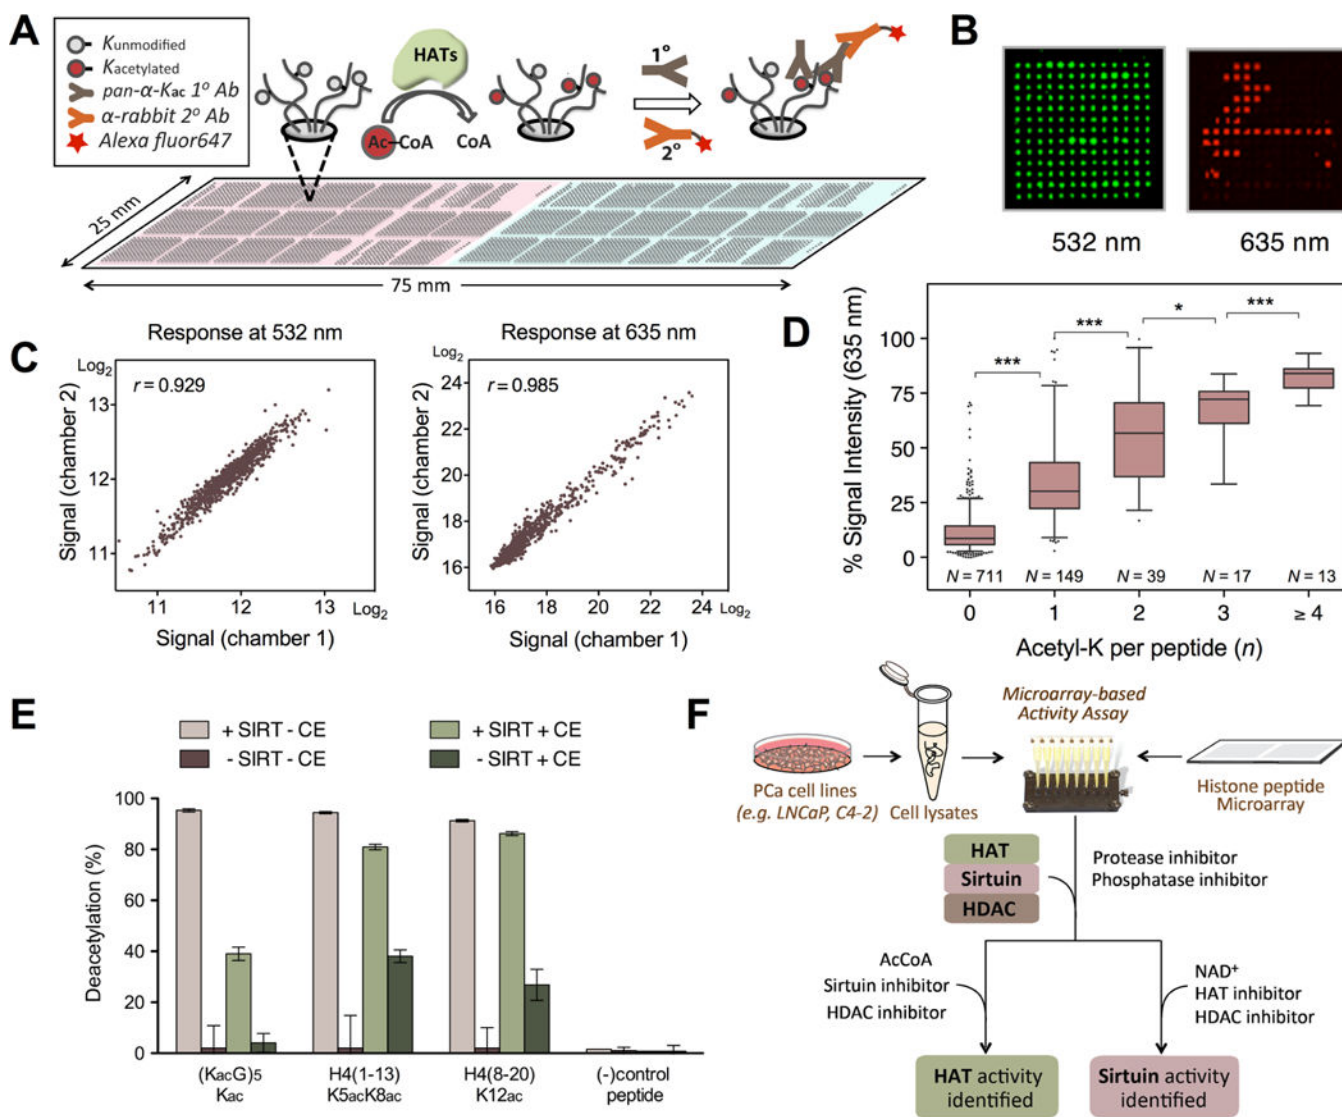 A
Kunmodified
Kacetylated
pan-α-Kac 1° Ab
α-rabbit 2° Ab
Alexa fluor647
HATs
Ac-CoA
CoA
1°
2°
25 mm
75 mm
B
532 nm
635 nm
C
Response at 532 nm
Log2
r = 0.929
Signal (chamber 2)
13
12
11
11
12
13
Log2
Signal (chamber 1)
Response at 635 nm
Log2
r = 0.985
Signal (chamber 2)
24
22
20
18
16
16
18
20
22
24
Log2
Signal (chamber 1)
D
% Signal Intensity (635 nm)
100
75
50
25
0
***
***
*
***
N = 711
N = 149
N = 39
N = 17
N = 13
0
1
2
3
≥ 4
Acetyl-K per peptide (n)
E
+ SIRT - CE
- SIRT - CE
+ SIRT + CE
- SIRT + CE
Deacetylation (%)
100
80
60
40
20
0
(KacG)5
Kac
H4(1-13)
K5acK8ac
H4(8-20)
K12ac
(-)control
peptide
F
Microarray-based
Activity Assay
PCa cell lines
(e.g. LNCaP, C4-2)
Cell lysates
Histone peptide
Microarray
HAT
Sirtuin
HDAC
Protease inhibitor
Phosphatase inhibitor
AcCoA
Sirtuin inhibitor
HDAC inhibitor
NAD+
HAT inhibitor
HDAC inhibitor
HAT activity
identified
Sirtuin activity
identified